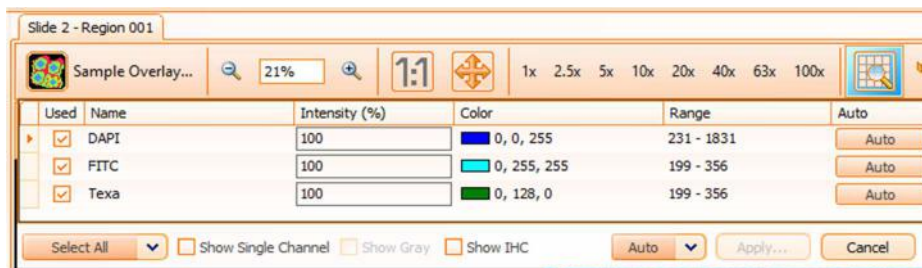 Slide 2 - Region 001
Sample Overlay... 21% 1:1 1x 2.5x 5x 10x 20x 40x 63x 100x
Used Name Intensity (%) Color Range Auto
DAPI 100 0, 0, 255 231 - 1831 Auto
FITC 100 0, 255, 255 199 - 356 Auto
Texa 100 0, 128, 0 199 - 356 Auto
Select All Show Single Channel Show Gray Show IHC Auto Apply... Cancel